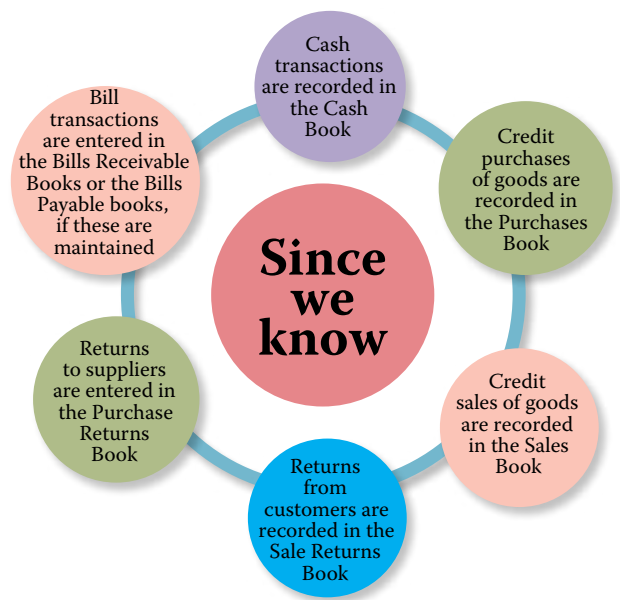 Since
we
know
Cash
transactions
are recorded in
the Cash
Book
Credit
purchases
of goods are
recorded in
the Purchases
Book
Credit
sales of goods
are recorded
in the Sales
Book
Returns
from
customers are
recorded in the
Sale Returns
Book
Returns
to suppliers
are entered in
the Purchase
Returns
Book
Bill
transactions
are entered in
the Bills Receivable
Books or the Bills
Payable books,
if these are
maintained